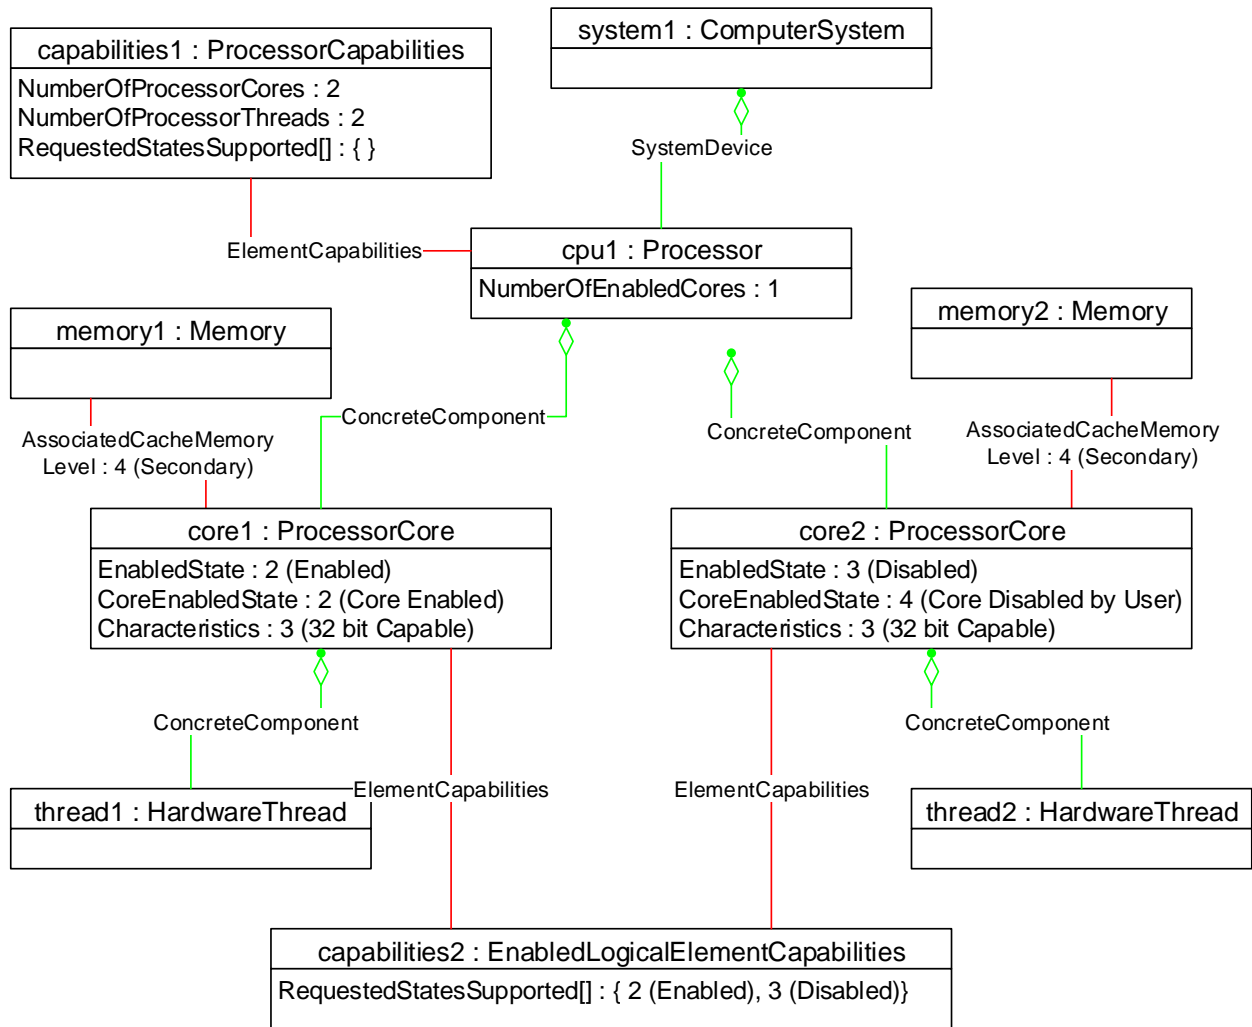 system1 : ComputerSystem
capabilities1 : ProcessorCapabilities
NumberOfProcessorCores : 2
NumberOfProcessorThreads : 2
RequestedStatesSupported[] : { }
SystemDevice
ElementCapabilities
cpu1 : Processor
NumberOfEnabledCores : 1
memory1 : Memory
memory2 : Memory
ConcreteComponent
ConcreteComponent
AssociatedCacheMemory
Level : 4 (Secondary)
AssociatedCacheMemory
Level : 4 (Secondary)
core1 : ProcessorCore
EnabledState : 2 (Enabled)
CoreEnabledState : 2 (Core Enabled)
Characteristics : 3 (32 bit Capable)
core2 : ProcessorCore
EnabledState : 3 (Disabled)
CoreEnabledState : 4 (Core Disabled by User)
Characteristics : 3 (32 bit Capable)
ConcreteComponent
ConcreteComponent
ElementCapabilities
ElementCapabilities
thread1 : HardwareThread
thread2 : HardwareThread
capabilities2 : EnabledLogicalElementCapabilities
RequestedStatesSupported[] : { 2 (Enabled), 3 (Disabled)}